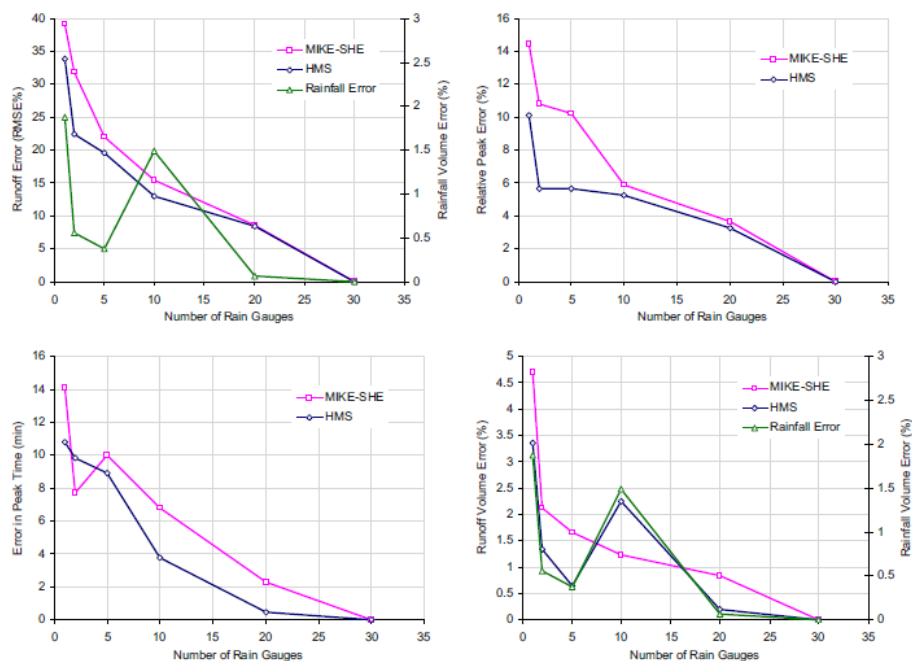 40
35
30
25
20
15
10
5
0
Runoff Error (RMSE%)
MIKE-SHE
HMS
Rainfall Error
3
2.5
2
1.5
1
0.5
0
Rainfall Volume Error (%)
0 5 10 15 20 25 30 35
Number of Rain Gauges
16
14
12
10
8
6
4
2
0
Relative Peak Error (%)
MIKE-SHE
HMS
0 5 10 15 20 25 30 35
Number of Rain Gauges
16
14
12
10
8
6
4
2
0
Error in Peak Time (min)
MIKE-SHE
HMS
0 5 10 15 20 25 30 35
Number of Rain Gauges
5
4.5
4
3.5
3
2.5
2
1.5
1
0.5
0
Runoff Volume Error (%)
MIKE-SHE
HMS
Rainfall Error
3
2.5
2
1.5
1
0.5
0
Rainfall Volume Error (%)
0 5 10 15 20 25 30 35
Number of Rain Gauges